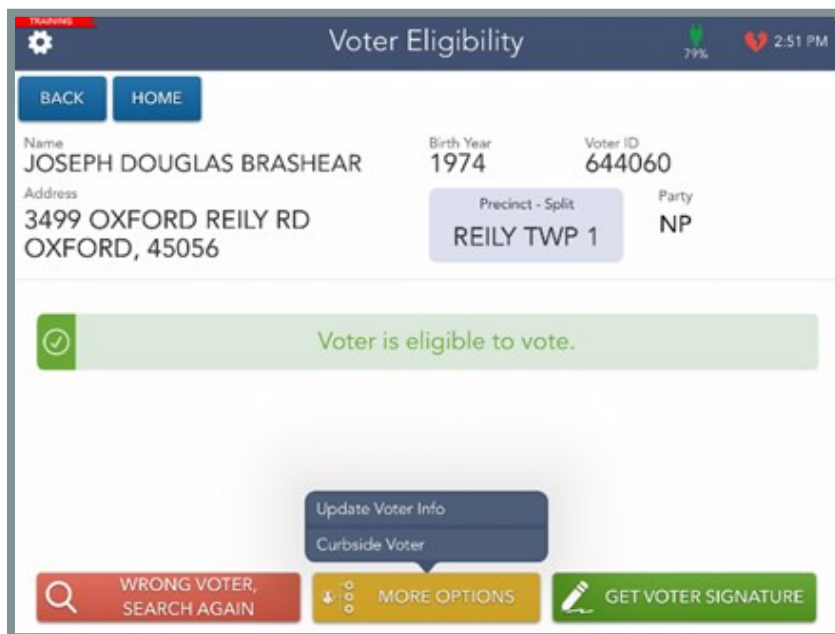 TRAINING
Voter Eligibility
79%
2:51 PM
BACK
HOME
Name
JOSEPH DOUGLAS BRASHEAR
Birth Year
1974
Voter ID
644060
Address
3499 OXFORD REILY RD
OXFORD, 45056
Precinct - Split
REILY TWP 1
Party
NP
Voter is eligible to vote.
Update Voter Info
Curbside Voter
WRONG VOTER,
SEARCH AGAIN
MORE OPTIONS
GET VOTER SIGNATURE